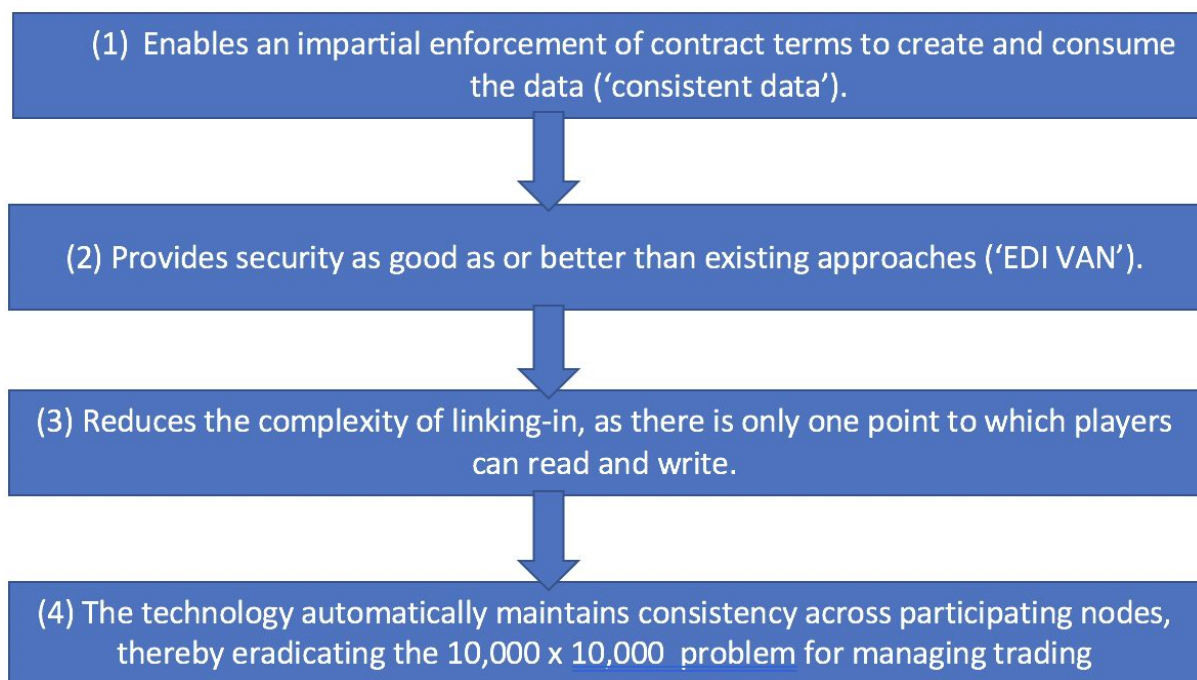 (1) Enables an impartial enforcement of contract terms to create and consume
the data (‘consistent data’).
(2) Provides security as good as or better than existing approaches (‘EDI VAN’).
(3) Reduces the complexity of linking-in, as there is only one point to which players
can read and write.
(4) The technology automatically maintains consistency across participating nodes,
thereby eradicating the 10,000 x 10,000 problem for managing trading